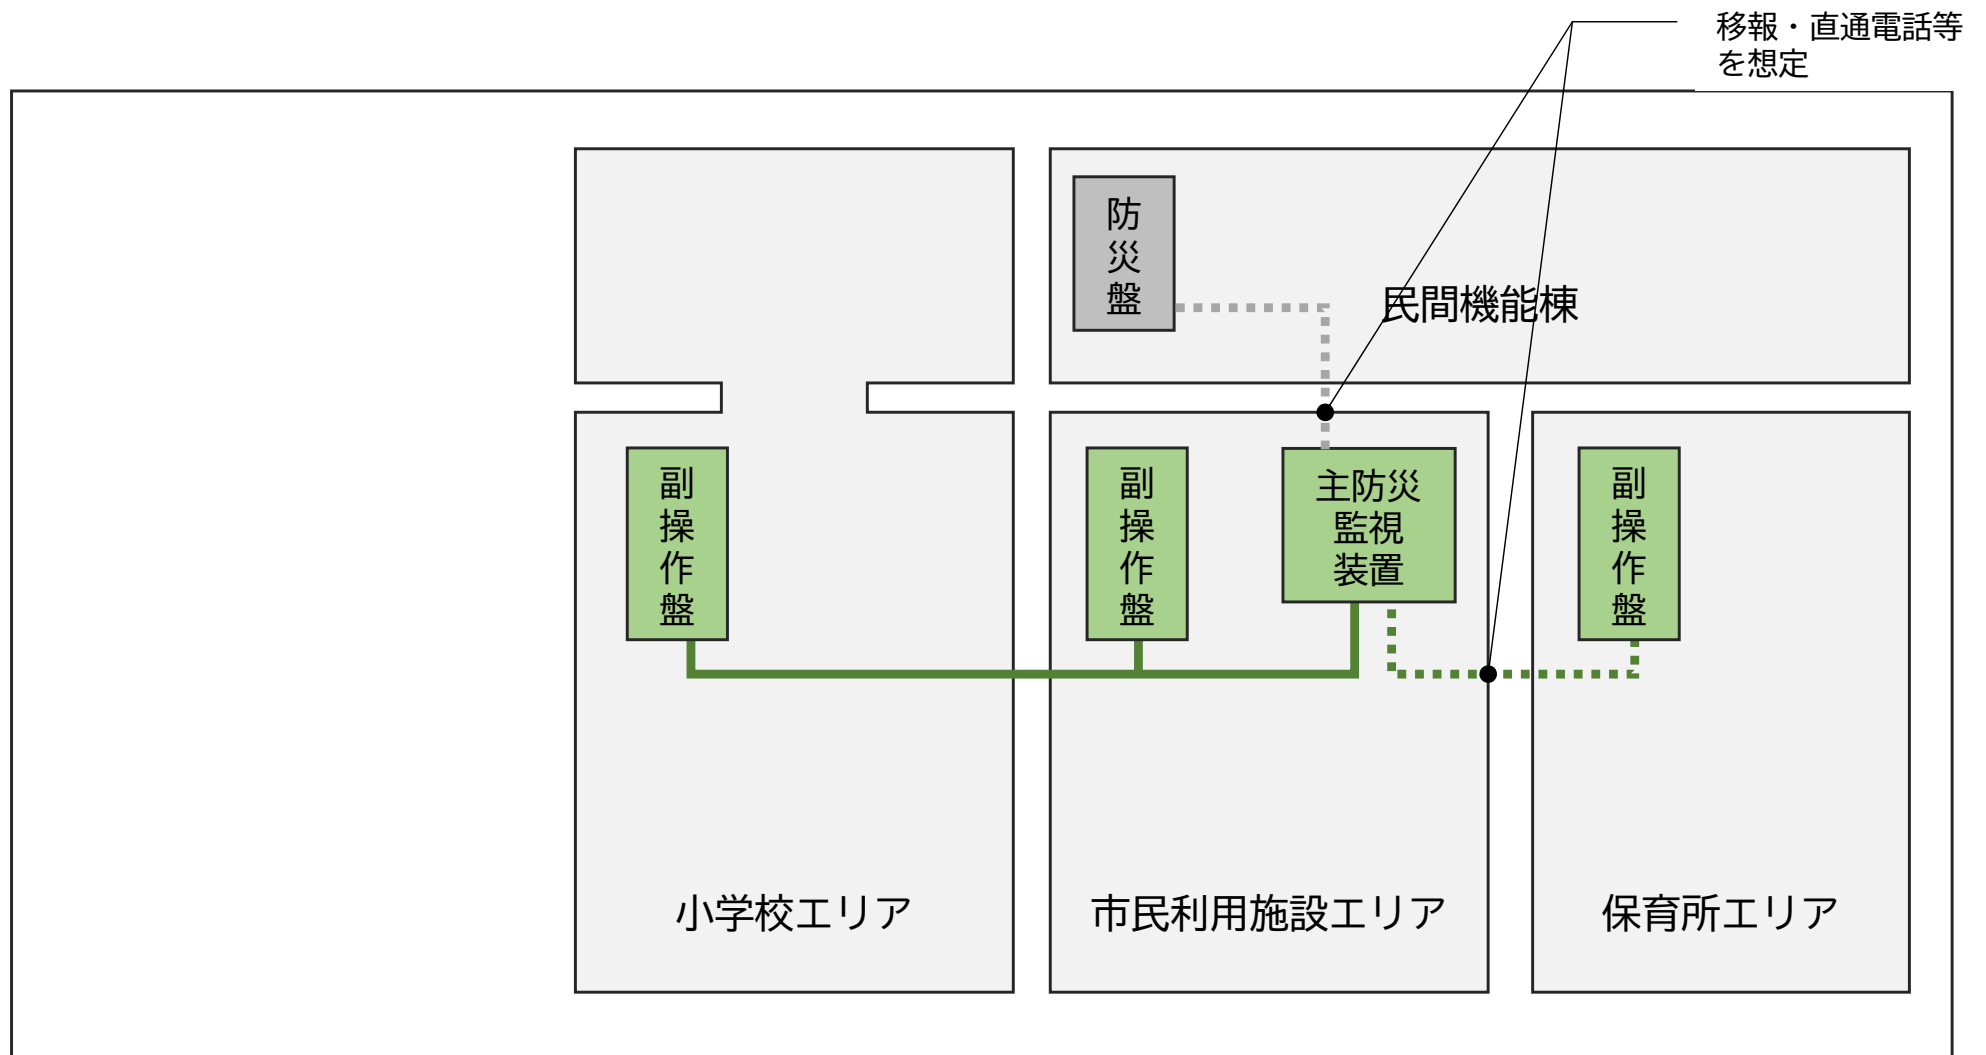 移報・直通電話等
を想定
防
災
盤
民間機能棟
副
操
作
盤
副
操
作
盤
主防災
監視
装置
副
操
作
盤
小学校エリア
市民利用施設エリア
保育所エリア